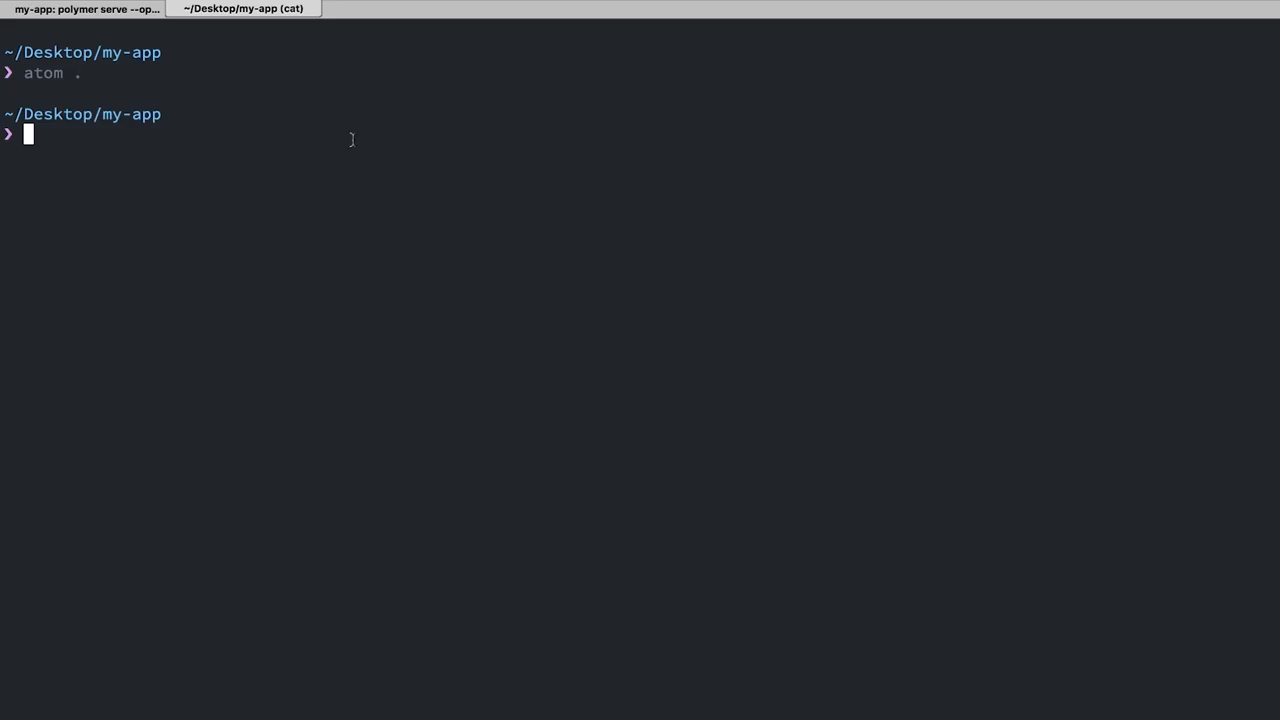 my-app: polymer serve --op...
~/Desktop/my-app (cat)
~/Desktop/my-app
❯ atom .
~/Desktop/my-app
❯